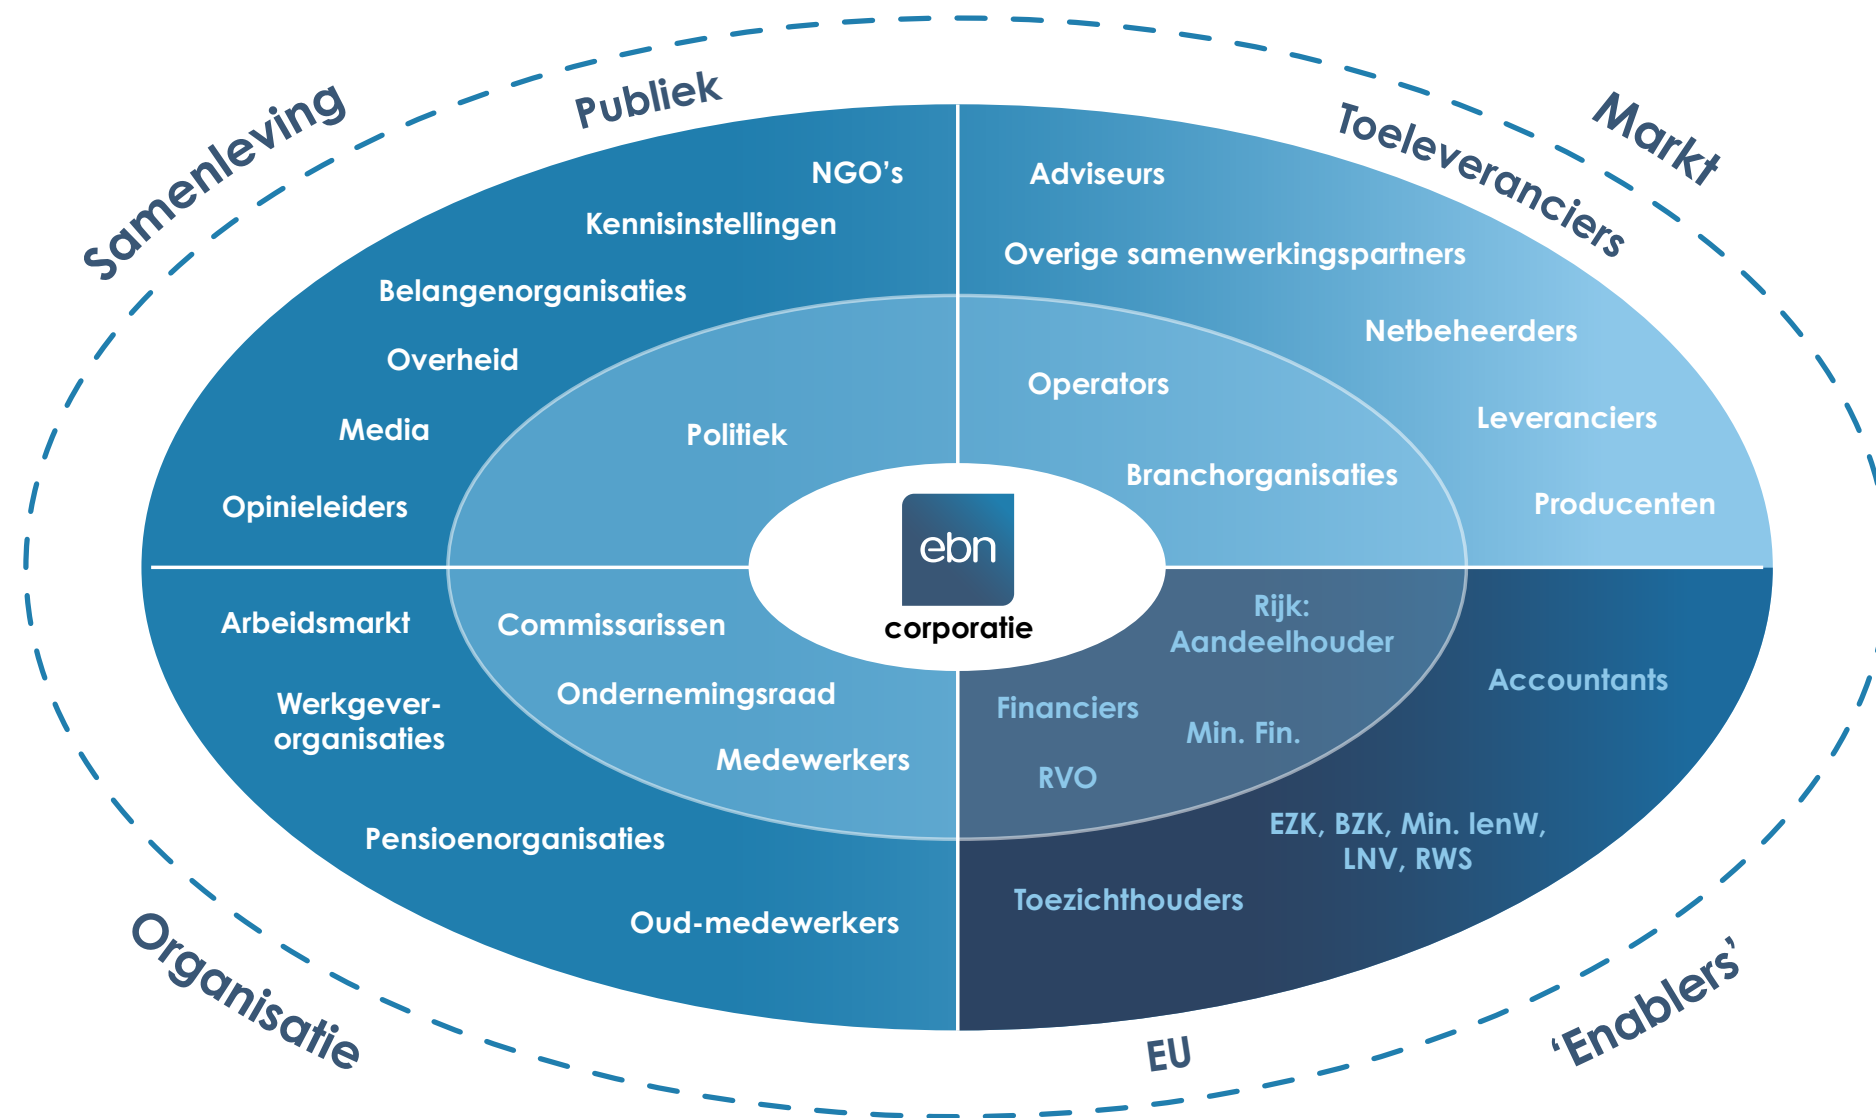 Samenleving
Publiek
NGO's
Kennisinstellingen
Belangenorganisaties
Overheid
Media
Opinieleiders
Politiek
Markt
Toeleveranciers
Adviseurs
Overige samenwerkingspartners
Netbeheerders
Leveranciers
Producenten
Operators
Branchorganisaties
ebn
corporatie
Arbeidsmarkt
Werkgever-
organisaties
Pensioenorganisaties
Oud-medewerkers
Commissarissen
Ondernemingsraad
Medewerkers
Organisatie
Rijk:
Aandeelhouder
Financiers
Min. Fin.
RVO
Accountants
EZK, BZK, Min. IenW,
LNV, RWS
Toezichthouders
EU
‘Enablers’